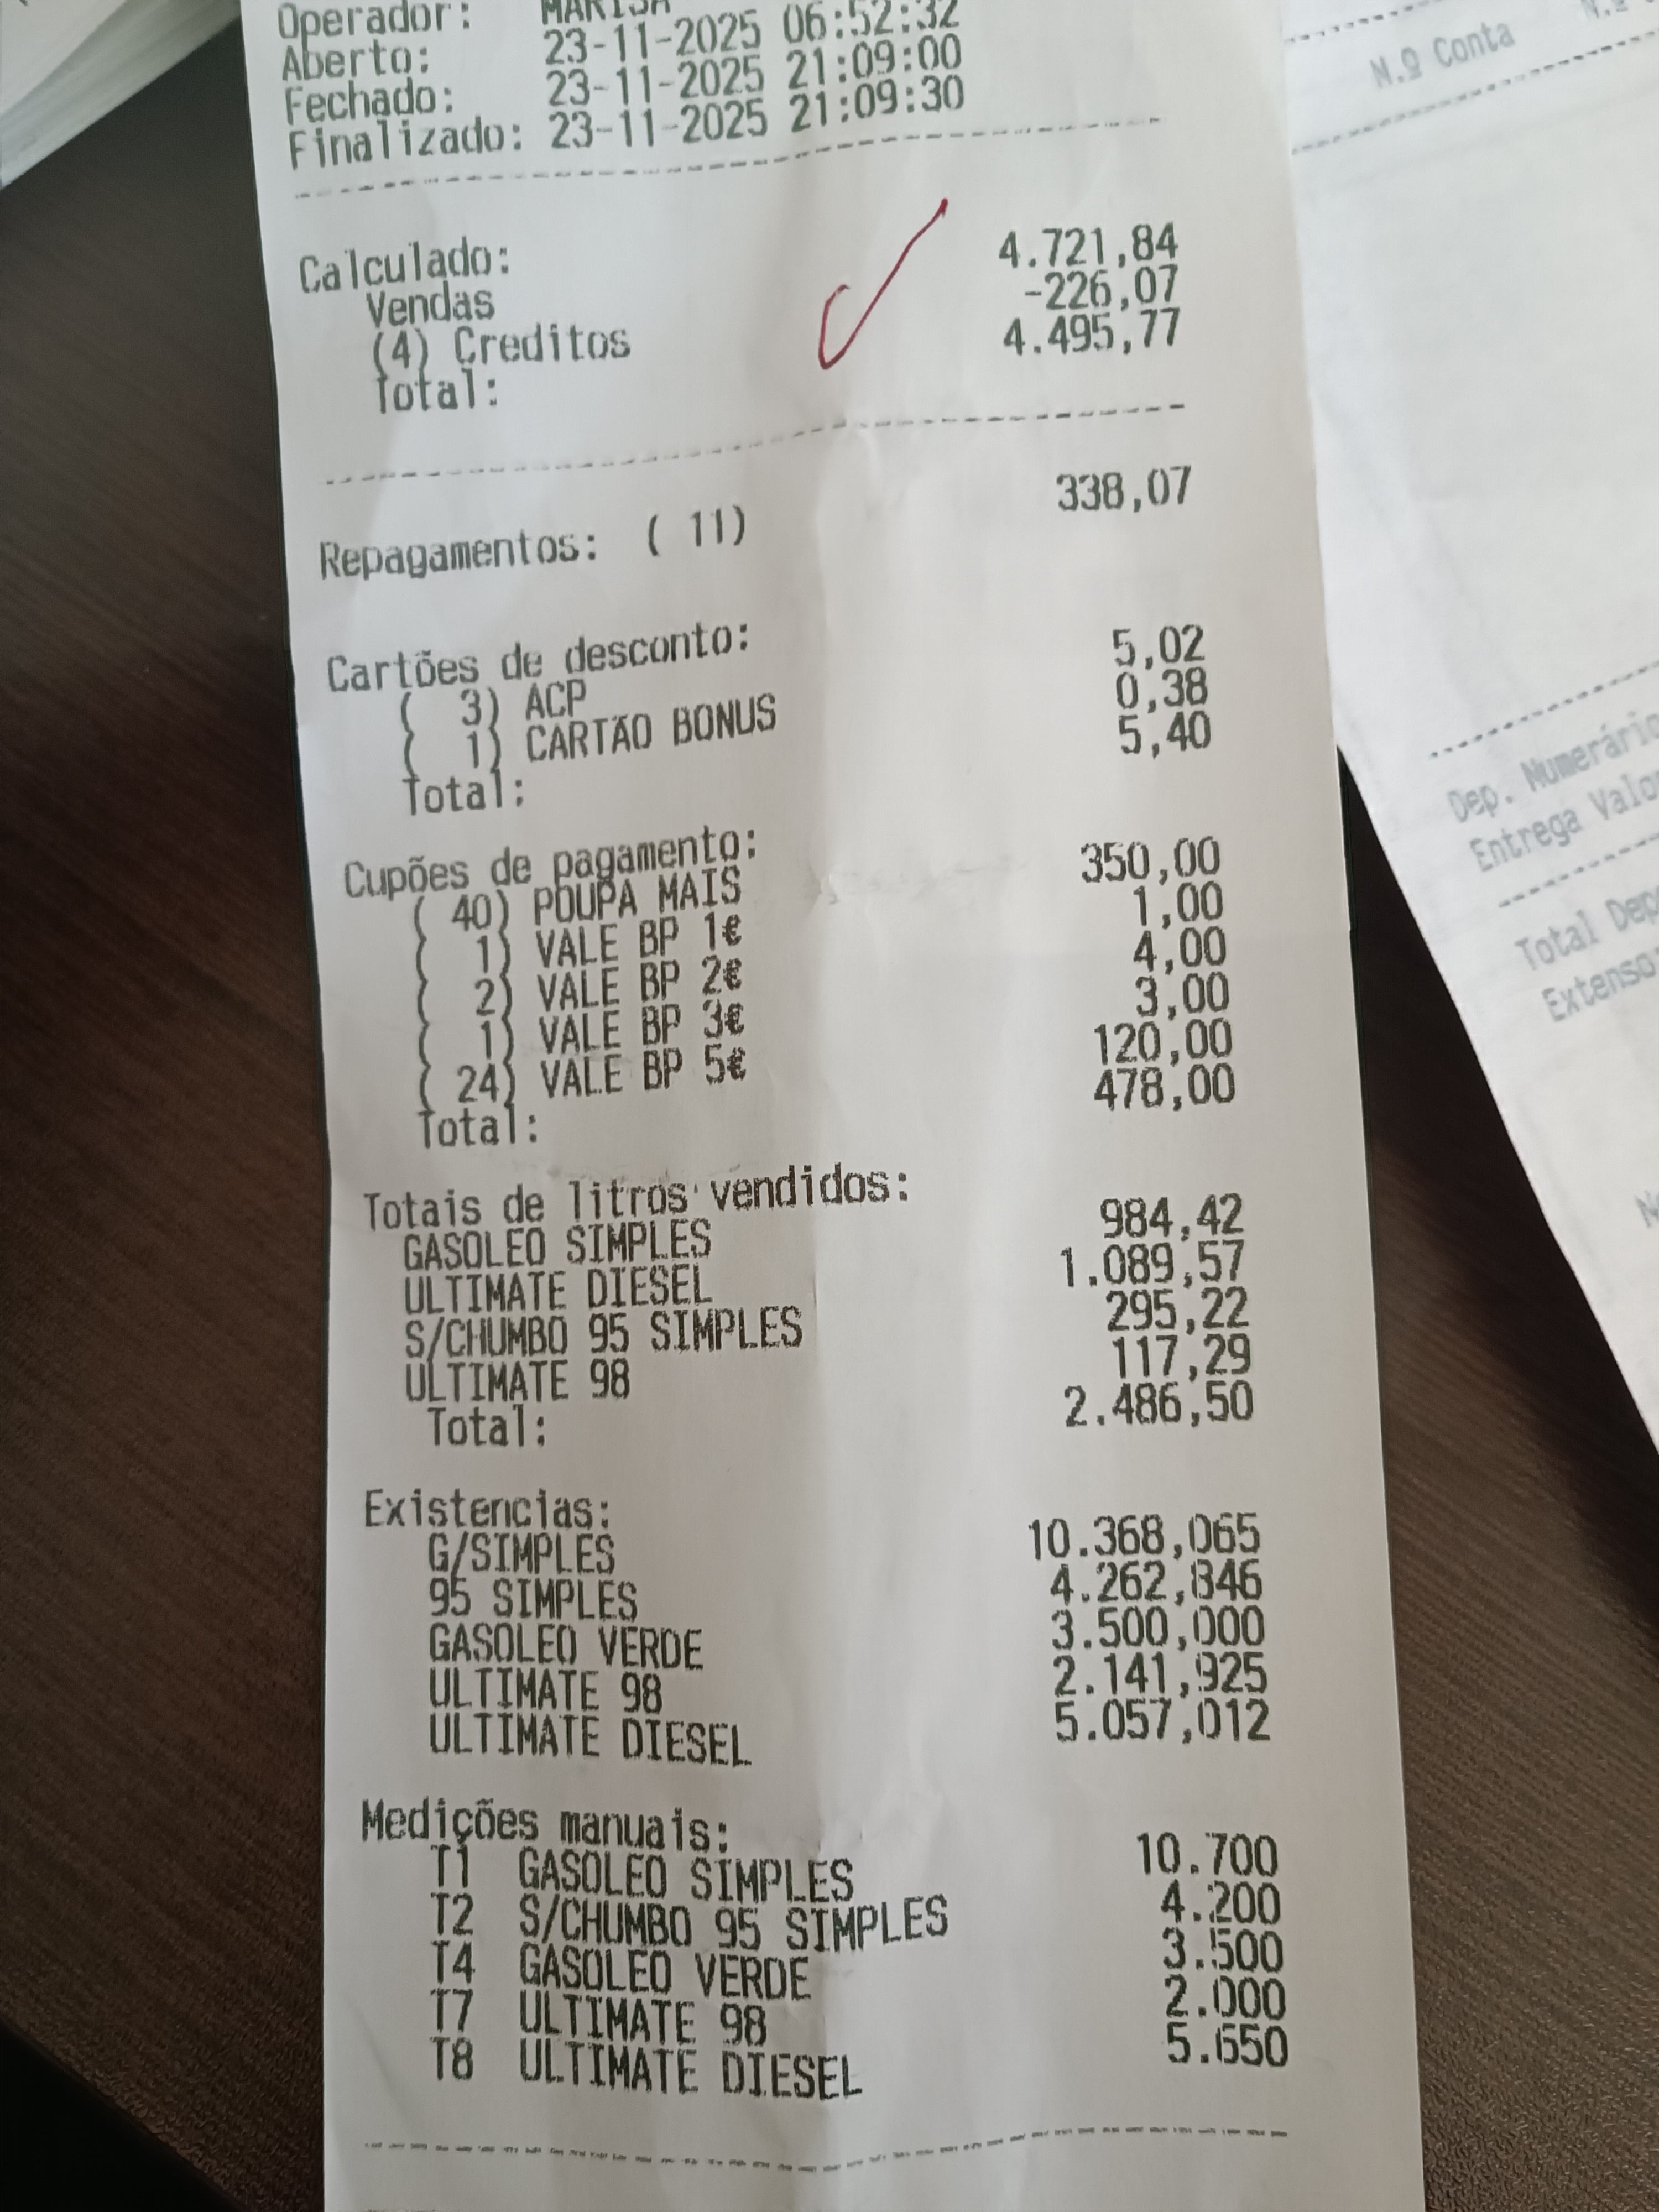 Operador: MARISA
Aberto: 23-11-2025 06:52:32
Fechado: 23-11-2025 21:09:00
Finalizado: 23-11-2025 21:09:30
Calculado:
Vendas 4.721,84
(4) Creditos -226,07
Total: 4.495,77
Repagamentos: ( 11) 338,07
Cartões de desconto:
( 3) ACP 5,02
( 1) CARTÃO BONUS 0,38
Total: 5,40
Cupões de pagamento:
( 40) POUPA MAIS 350,00
( 1) VALE BP 1€ 1,00
( 2) VALE BP 2€ 4,00
( 1) VALE BP 3€ 3,00
( 24) VALE BP 5€ 120,00
Total: 478,00
Totais de litros vendidos:
GASOLEO SIMPLES 984,42
ULTIMATE DIESEL 1.089,57
S/CHUMBO 95 SIMPLES 295,22
ULTIMATE 98 117,29
Total: 2.486,50
Existencias:
G/SIMPLES 10.368,065
95 SIMPLES 4.262,846
GASOLEO VERDE 3.500,000
ULTIMATE 98 2.141,925
ULTIMATE DIESEL 5.057,012
Medições manuais:
T1 GASOLEO SIMPLES 10.700
T2 S/CHUMBO 95 SIMPLES 4.200
T4 GASOLEO VERDE 3.500
T7 ULTIMATE 98 2.000
T8 ULTIMATE DIESEL 5.650
N.º Conta
Dep. Numerário
Entrega
Total
Extenso